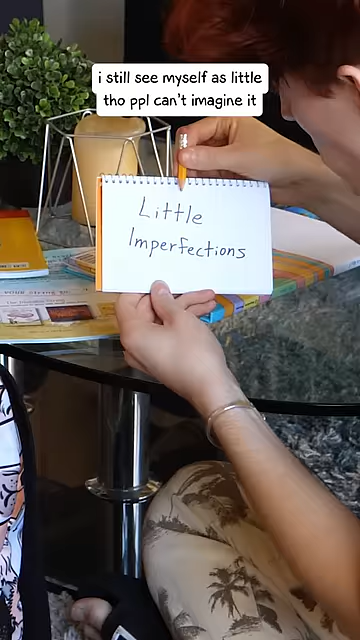 i still see myself as little
tho ppl can't imagine it
Little
Imperfections